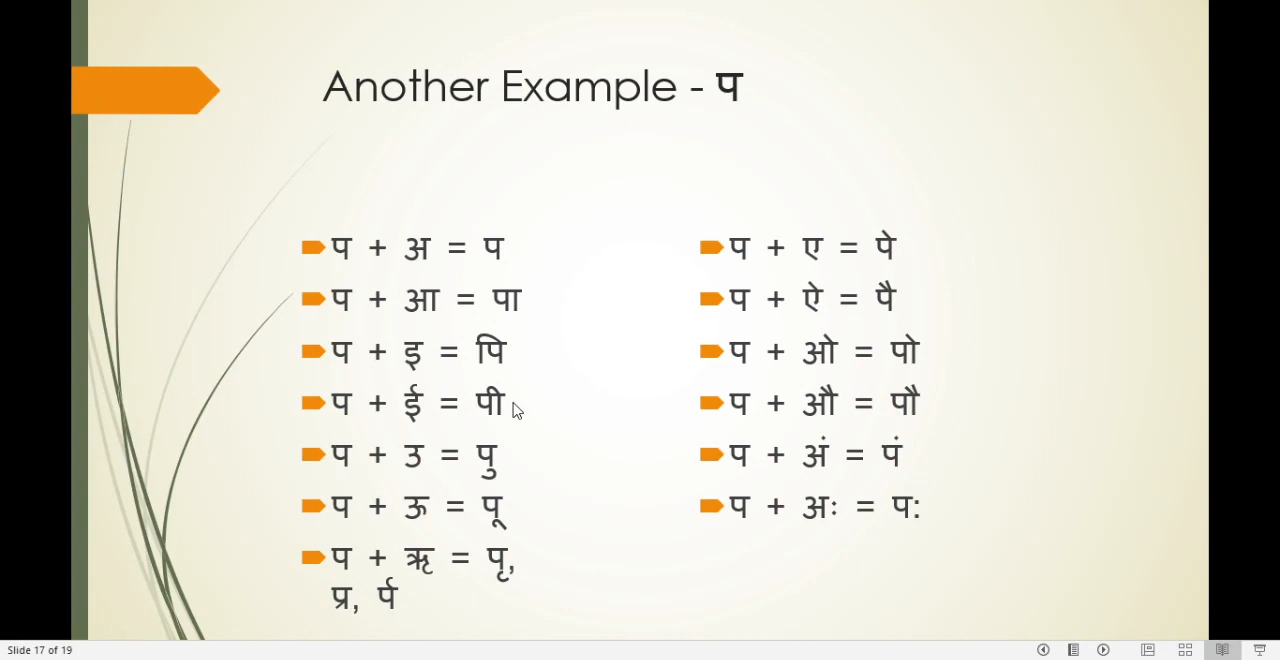 Another Example - प
प + अ = प
प + आ = पा
प + इ = पि
प + ई = पी
प + उ = पु
प + ऊ = पू
प + ऋ = पृ,
प्र, र्प
प + ए = पे
प + ऐ = पै
प + ओ = पो
प + औ = पौ
प + अं = पं
प + अः = प:
Slide 17 of 19